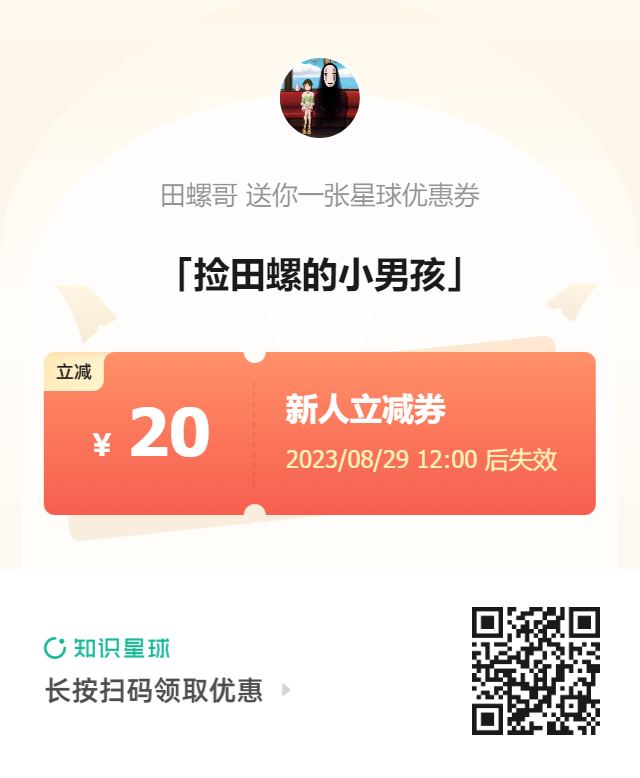 田螺哥 送你一张星球优惠券
「捡田螺的小男孩」
立减
¥ 20
新人立减券
2023/08/29 12:00 后失效
知识星球
长按扫码领取优惠